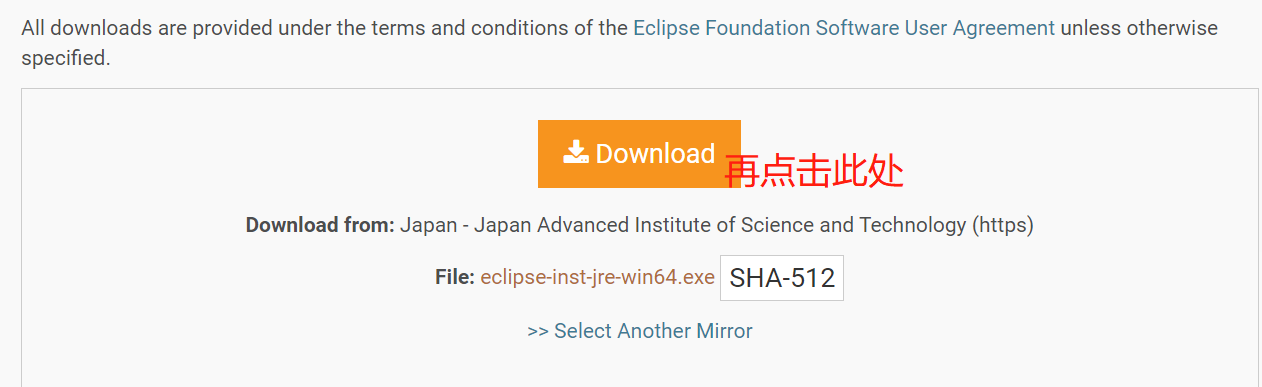 All downloads are provided under the terms and conditions of the Eclipse Foundation Software User Agreement unless otherwise
specified.
Download
再点击此处
Download from: Japan - Japan Advanced Institute of Science and Technology (https)
File: eclipse-inst-jre-win64.exe SHA-512
>> Select Another Mirror